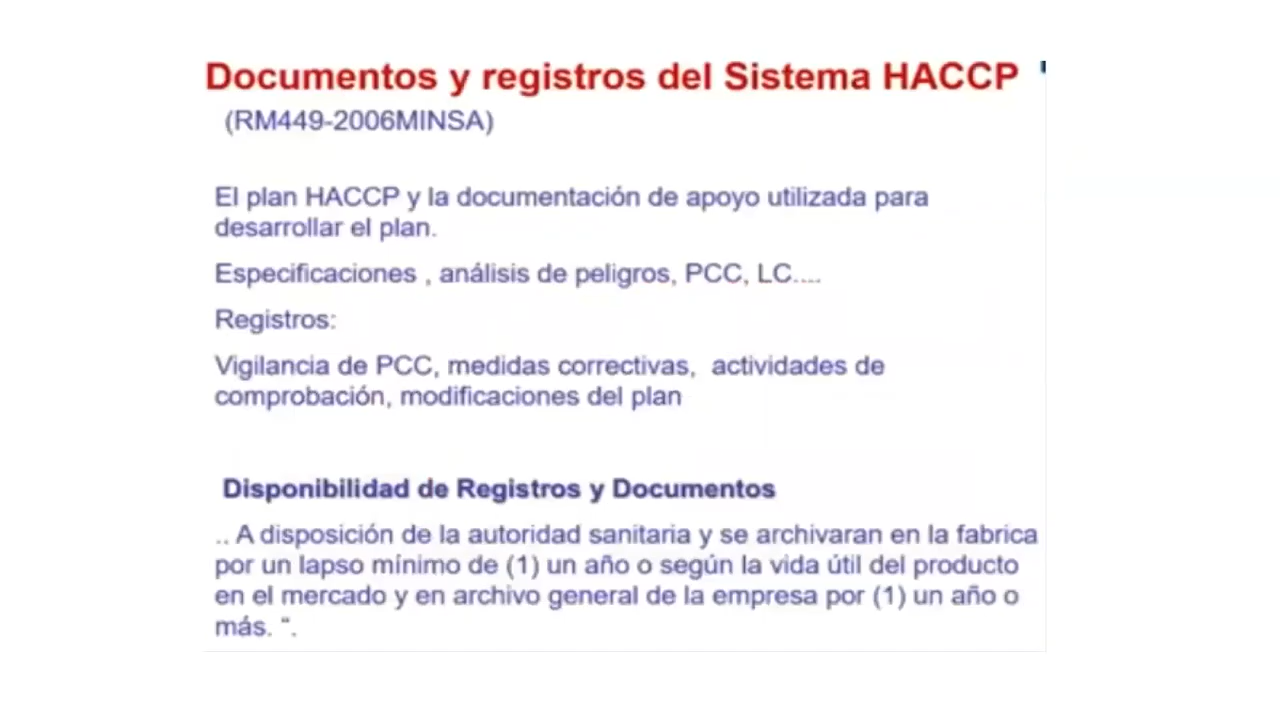 Documentos y registros del Sistema HACCP
(RM449-2006MINSA)
El plan HACCP y la documentación de apoyo utilizada para
desarrollar el plan.
Especificaciones , análisis de peligros, PCC, LC....
Registros:
Vigilancia de PCC, medidas correctivas,  actividades de
comprobación, modificaciones del plan
Disponibilidad de Registros y Documentos
.. A disposición de la autoridad sanitaria y se archivaran en la fabrica
por un lapso mínimo de (1) un año o según la vida útil del producto
en el mercado y en archivo general de la empresa por (1) un año o
más. ".